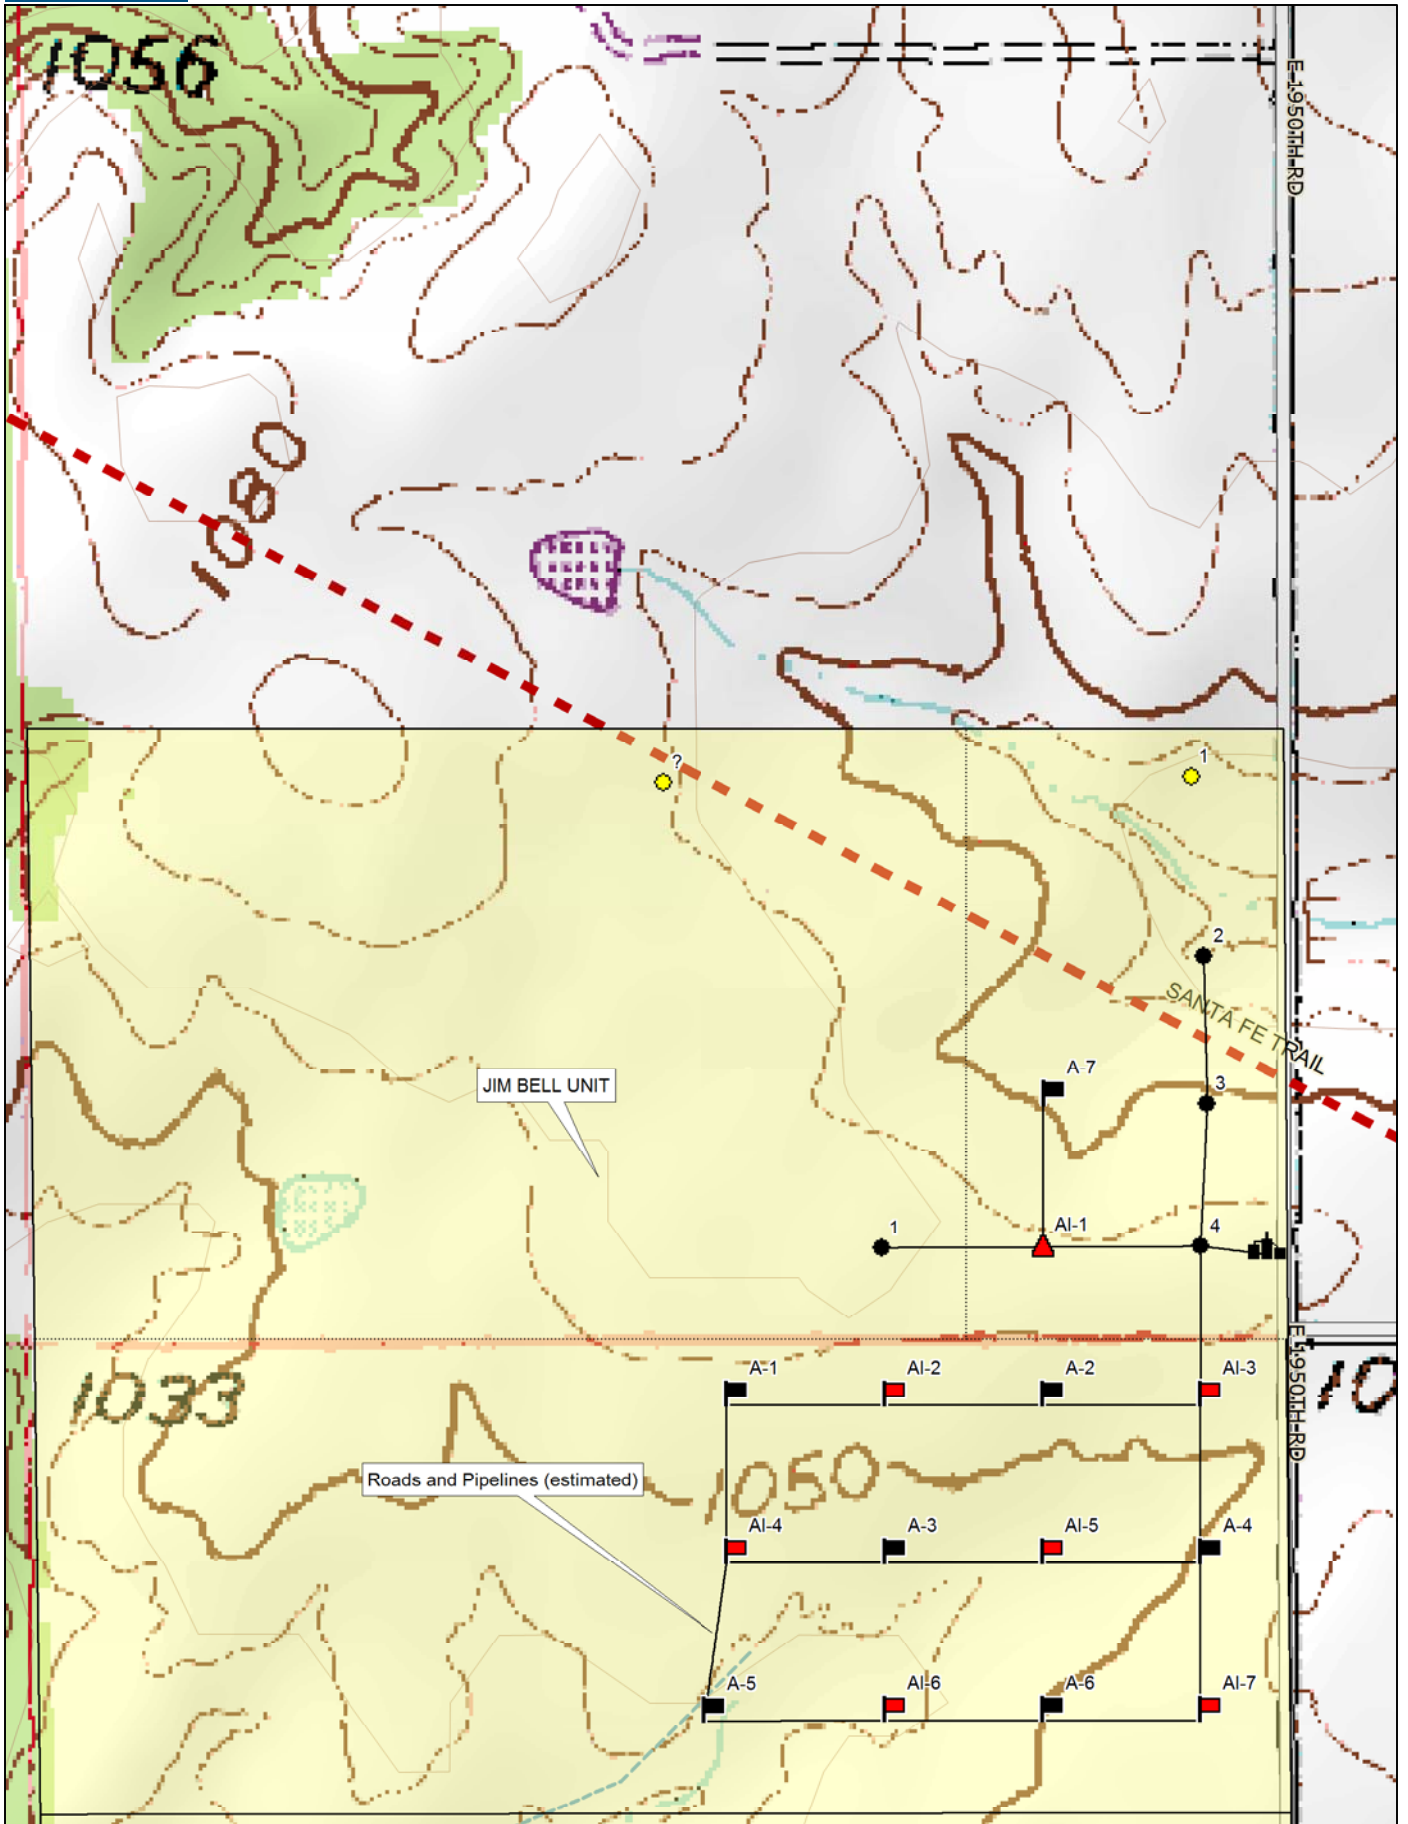 1056
E 1950TH RD
1080
?
1
2
SANTA FE TRAIL
3
A-7
JIM BELL UNIT
1
AI-1
4
E 1950TH RD
1033
10
A-1
AI-2
A-2
AI-3
Roads and Pipelines (estimated)
1050
AI-4
A-3
AI-5
A-4
A-5
AI-6
A-6
AI-7